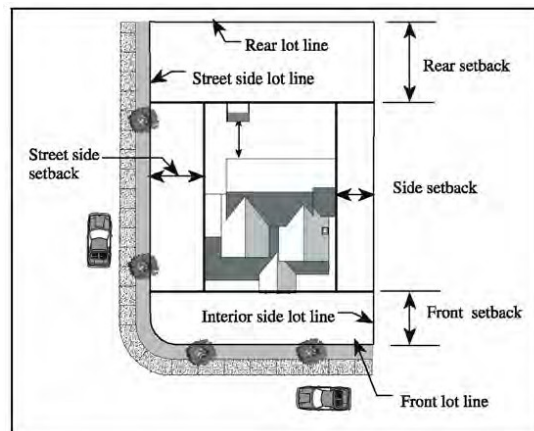 Rear lot line
Street side lot line
Rear setback
Street side
setback
Side setback
Interior side lot line
Front setback
Front lot line